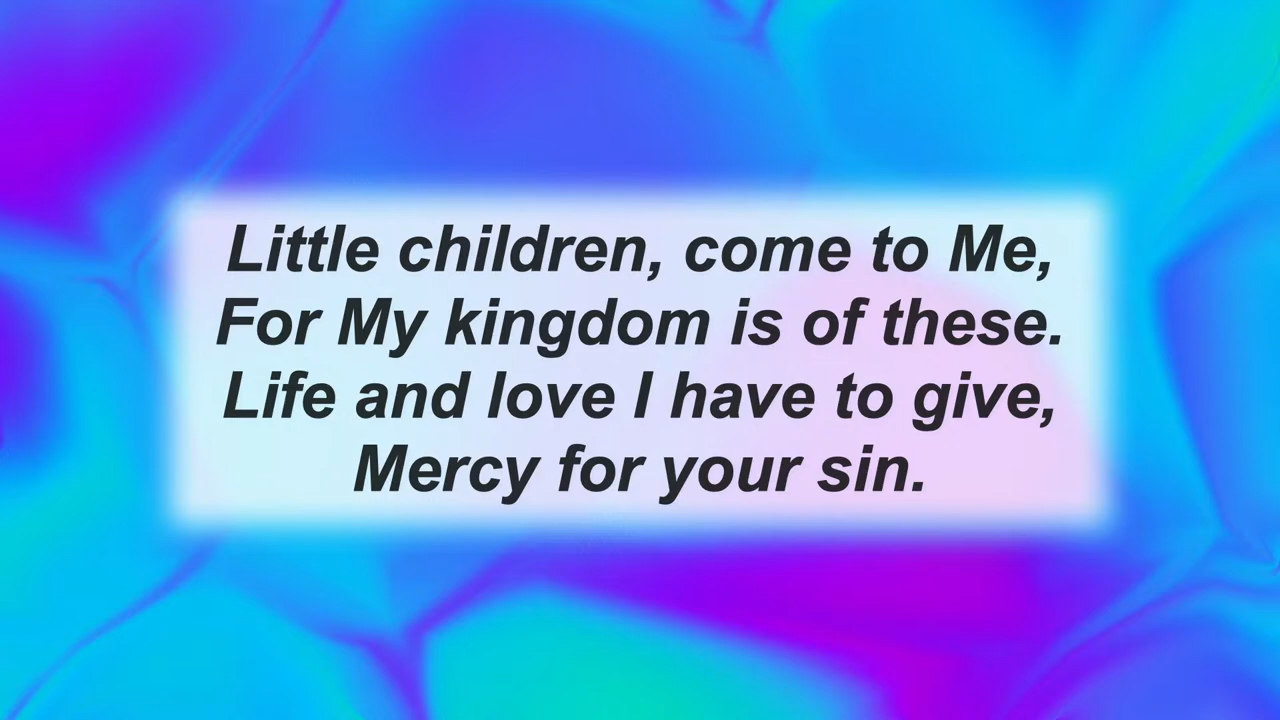 Little children, come to Me,
For My kingdom is of these.
Life and love I have to give,
Mercy for your sin.